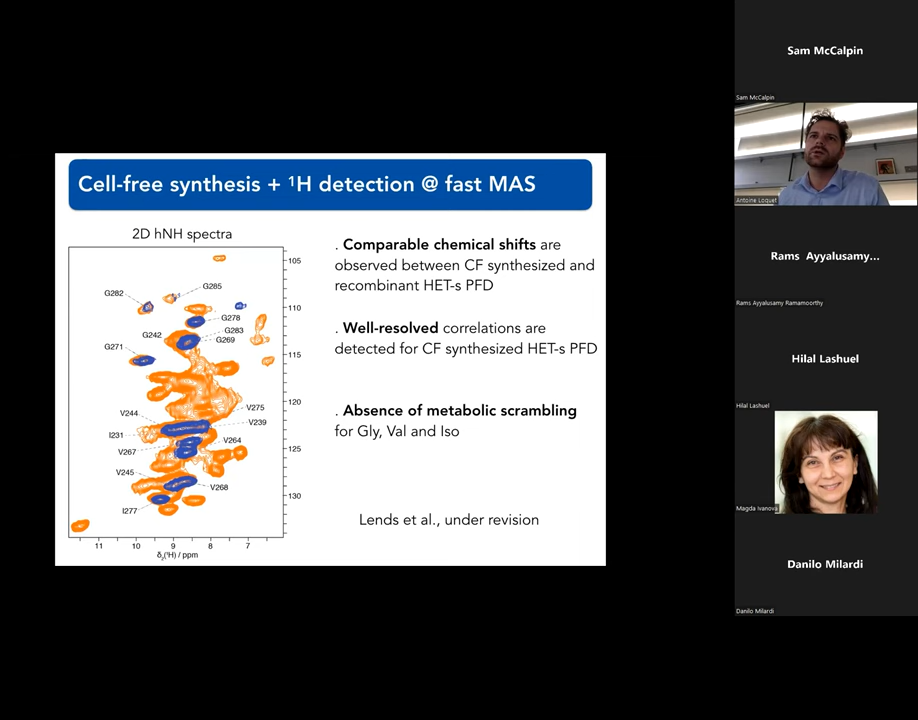 Cell-free synthesis + ¹H detection @ fast MAS
2D hNH spectra
105
G285
G282
110
G278
G242
G283
G269
G271
115
120
V275
V244
V239
I231
V264
125
V267
V245
V268
130
I277
11
10
9
8
7
δ₂(¹H) / ppm
. Comparable chemical shifts are
observed between CF synthesized and
recombinant HET-s PFD
. Well-resolved correlations are
detected for CF synthesized HET-s PFD
. Absence of metabolic scrambling
for Gly, Val and Iso
Lends et al., under revision
Sam McCalpin
Sam McCalpin
Antoine Loquet
Rams Ayyalusamy...
Rams Ayyalusamy Ramamoorthy
Hilal Lashuel
Hilal Lashuel
Magda Ivanova
Danilo Milardi
Danilo Milardi